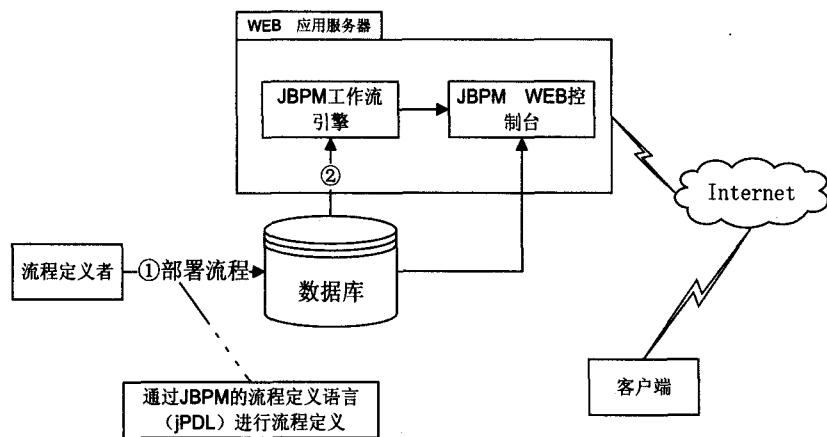 WEB 应用服务器
JBPM工作流
引擎
JBPM WEB控
制台
②
Internet
流程定义者
①部署流程
数据库
客户端
通过JBPM的流程定义语言
（jPDL）进行流程定义